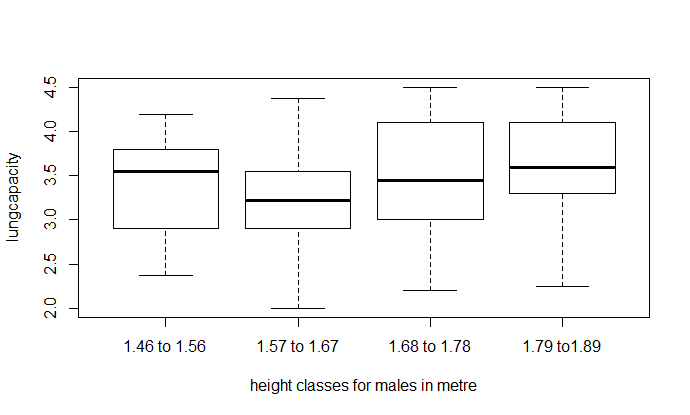 4.5
4.0
3.5
3.0
2.5
2.0
lungcapacity
1.46 to 1.56 1.57 to 1.67 1.68 to 1.78 1.79 to1.89
height classes for males in metre